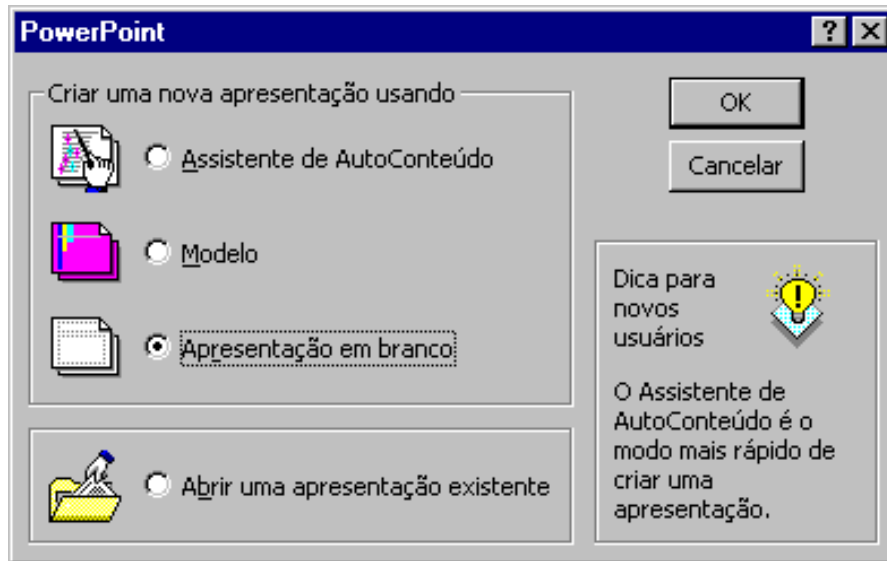 PowerPoint
Criar uma nova apresentação usando
Assistente de AutoConteúdo
Modelo
Apresentação em branco
Abrir uma apresentação existente
OK
Cancelar
Dica para
novos
usuários
O Assistente de
AutoConteúdo é o
modo mais rápido de
criar uma
apresentação.